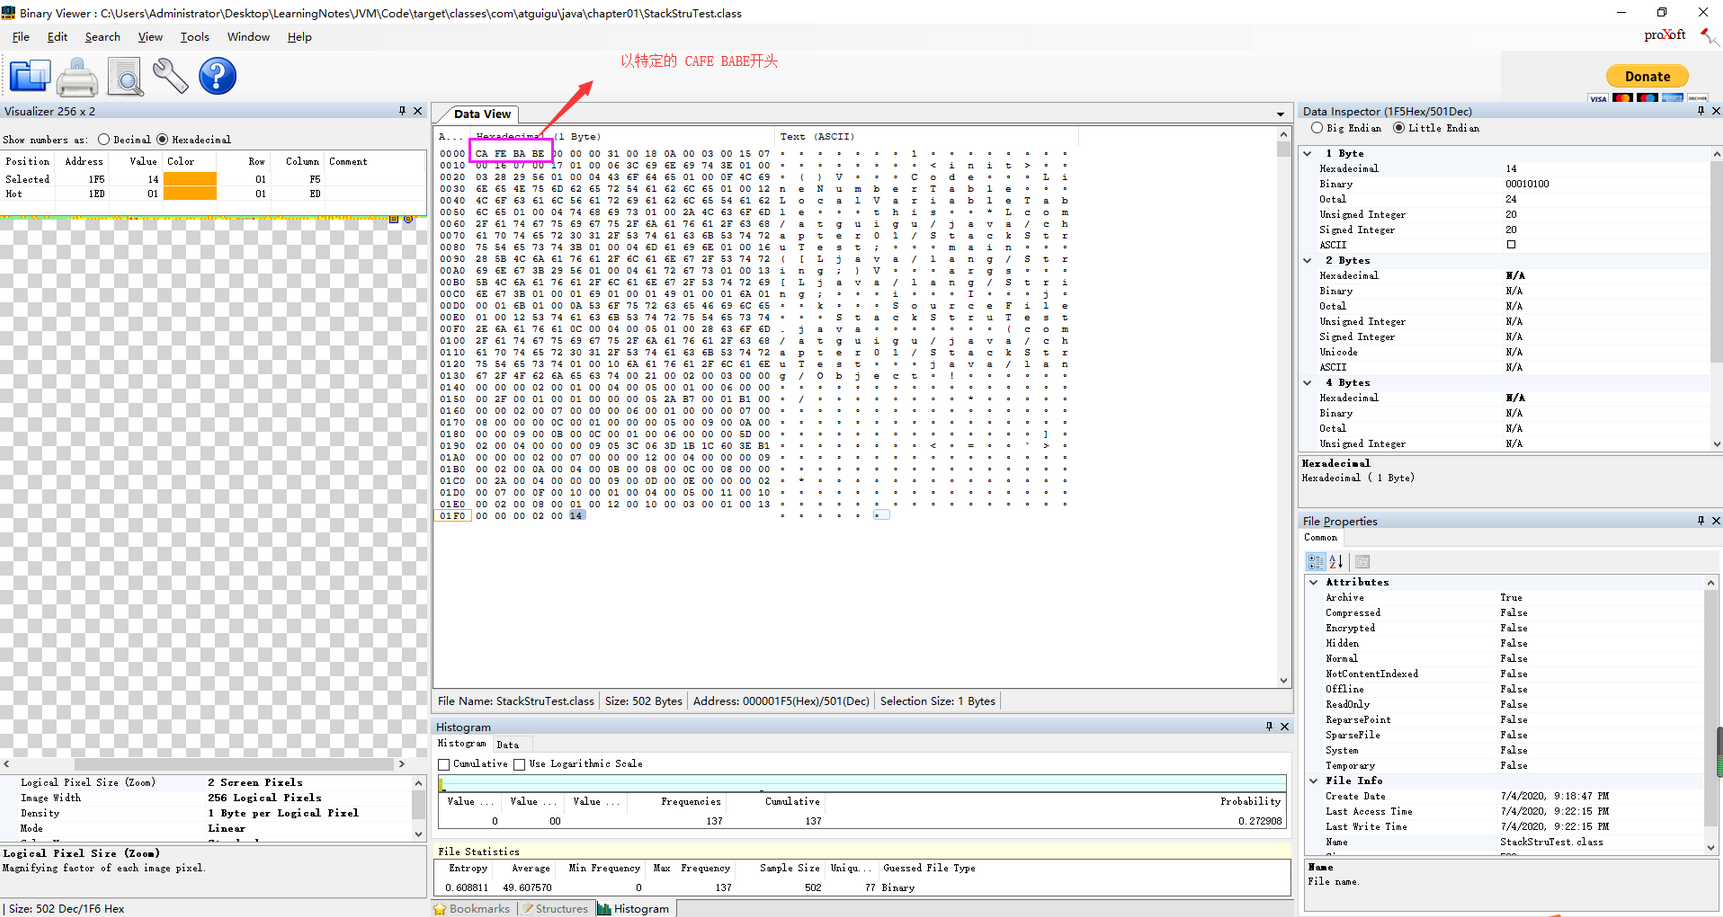 Binary Viewer : C:\Users\Administrator\Desktop\LearningNotes\JVM\Code\target\classes\com\atguigu\java\chapter01\StackStruTest.class
File Edit Search View Tools Window Help
proXoft
以特定的 CAFE BABE开头
Donate
VISA
Visualizer 256 x 2
Show numbers as: Decimal Hexadecimal
Position Address Value Color Row Column Comment
Selected 1F5 14 01 F5
Hot 1ED 01 01 ED
Logical Pixel Size (Zoom) 2 Screen Pixels
Image Width 256 Logical Pixels
Density 1 Byte per Logical Pixel
Mode Linear
Logical Pixel Size (Zoom)
Magnifying factor of each image pixel.
Size: 502 Dec/1F6 Hex
Data View
A... Hexadecimal (1 Byte) Text (ASCII)
0000 CA FE BA BE 00 00 00 31 00 18 0A 00 03 00 15 07 1
0010 00 16 07 00 17 01 00 06 3C 69 6E 69 74 3E 01 00 < i n i t >
0020 03 28 29 56 01 00 04 43 6F 64 65 01 00 0F 4C 69 ( ) V C o d e L i
0030 6E 65 4E 75 6D 62 65 72 54 61 62 6C 65 01 00 12 n e N u m b e r T a b l e
0040 4C 6F 63 61 6C 56 61 72 69 61 62 6C 65 54 61 62 L o c a l V a r i a b l e T a b
0050 6C 65 01 00 04 74 68 69 73 01 00 2A 4C 63 6F 6D l e t h i s * L c o m
0060 2F 61 74 67 75 69 67 75 2F 6A 61 76 61 2F 63 68 / a t g u i g u / j a v a / c h
0070 61 70 74 65 72 30 31 2F 53 74 61 63 6B 53 74 72 a p t e r 0 1 / S t a c k S t r
0080 75 54 65 73 74 3B 01 00 04 6D 61 69 6E 01 00 16 u T e s t ; m a i n
0090 28 5B 4C 6A 61 76 61 2F 6C 61 6E 67 2F 53 74 72 ( [ L j a v a / l a n g / S t r
00A0 69 6E 67 3B 29 56 01 00 04 61 72 67 73 01 00 13 i n g ; ) V a r g s
00B0 5B 4C 6A 61 76 61 2F 6C 61 6E 67 2F 53 74 72 69 [ L j a v a / l a n g / S t r i
00C0 6E 67 3B 01 00 01 69 01 00 01 49 01 00 01 6A 01 n g ; i I j
00D0 00 01 6B 01 00 0A 53 6F 75 72 63 65 46 69 6C 65 k S o u r c e F i l e
00E0 01 00 12 53 74 61 63 6B 53 74 72 75 54 65 73 74 S t a c k S t r u T e s t
00F0 2E 6A 61 76 61 0C 00 04 00 05 01 00 28 63 6F 6D . j a v a ( c o m
0100 2F 61 74 67 75 69 67 75 2F 6A 61 76 61 2F 63 68 / a t g u i g u / j a v a / c h
0110 61 70 74 65 72 30 31 2F 53 74 61 63 6B 53 74 72 a p t e r 0 1 / S t a c k S t r
0120 75 54 65 73 74 01 00 10 6A 61 76 61 2F 6C 61 6E u T e s t j a v a / l a n
0130 67 2F 4F 62 6A 65 63 74 00 21 00 02 00 03 00 00 g / O b j e c t !
0140 00 00 00 02 00 01 00 04 00 05 00 01 00 06 00 00
0150 00 2F 00 01 00 01 00 00 00 05 2A B7 00 01 B1 00 / *
0160 00 00 02 00 07 00 00 00 06 00 01 00 00 00 07 00
0170 08 00 00 00 0C 00 01 00 00 00 05 00 09 00 0A 00
0180 00 00 09 00 0B 00 0C 00 01 00 06 00 00 00 5D 00 ]
0190 02 00 04 00 00 00 09 05 3C 06 3D 1B 1C 60 3E B1 < = ` >
01A0 00 00 00 02 00 07 00 00 00 12 00 04 00 00 00 09
01B0 00 02 00 0A 00 04 00 0B 00 08 00 0C 00 08 00 00
01C0 00 2A 00 04 00 00 00 09 00 0D 00 0E 00 00 00 02 *
01D0 00 07 00 0F 00 10 00 01 00 04 00 05 00 11 00 10
01E0 00 02 00 08 00 01 00 12 00 10 00 03 00 01 00 13
01F0 00 00 00 02 00 14
File Name: StackStruTest.class Size: 502 Bytes Address: 000001F5(Hex)/501(Dec) Selection Size: 1 Bytes
Histogram
Histogram Data
Cumulative Use Logarithmic Scale
Value ... Value ... Value ... Frequencies Cumulative Probability
0 00 137 137 0.272908
File Statistics
Entropy Average Min Frequency Max Frequency Sample Size Uniqu... Guessed File Type
0.608811 49.607570 0 137 502 77 Binary
Bookmarks Structures Histogram
Data Inspector (1F5Hex/501Dec)
Big Endian Little Endian
1 Byte
Hexadecimal 14
Binary 00010100
Octal 24
Unsigned Integer 20
Signed Integer 20
ASCII
2 Bytes
Hexadecimal N/A
Binary N/A
Octal N/A
Unsigned Integer N/A
Signed Integer N/A
Unicode N/A
ASCII N/A
4 Bytes
Hexadecimal N/A
Binary N/A
Octal N/A
Unsigned Integer N/A
Hexadecimal
Hexadecimal ( 1 Byte)
File Properties
Common
Attributes
Archive True
Compressed False
Encrypted False
Hidden False
Normal False
NotContentIndexed False
Offline False
ReadOnly False
ReparsePoint False
SparseFile False
System False
Temporary False
File Info
Create Date 7/4/2020, 9:18:47 PM
Last Access Time 7/4/2020, 9:22:15 PM
Last Write Time 7/4/2020, 9:22:15 PM
Name StackStruTest.class
Name
File name.